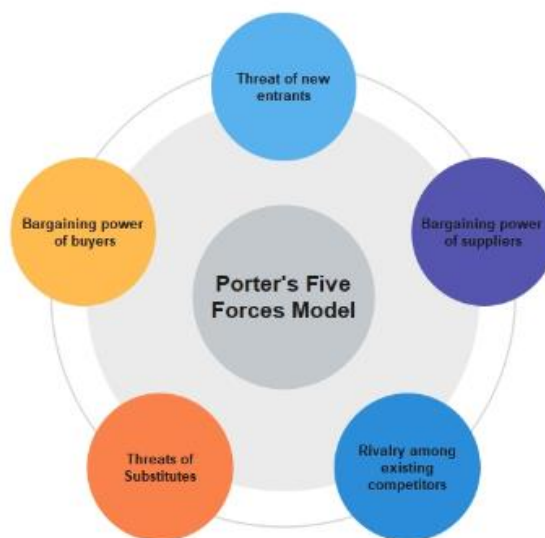 Threat of new
entrants
Bargaining power
of buyers
Bargaining power
of suppliers
Porter's Five
Forces Model
Threats of
Substitutes
Rivalry among
existing
competitors